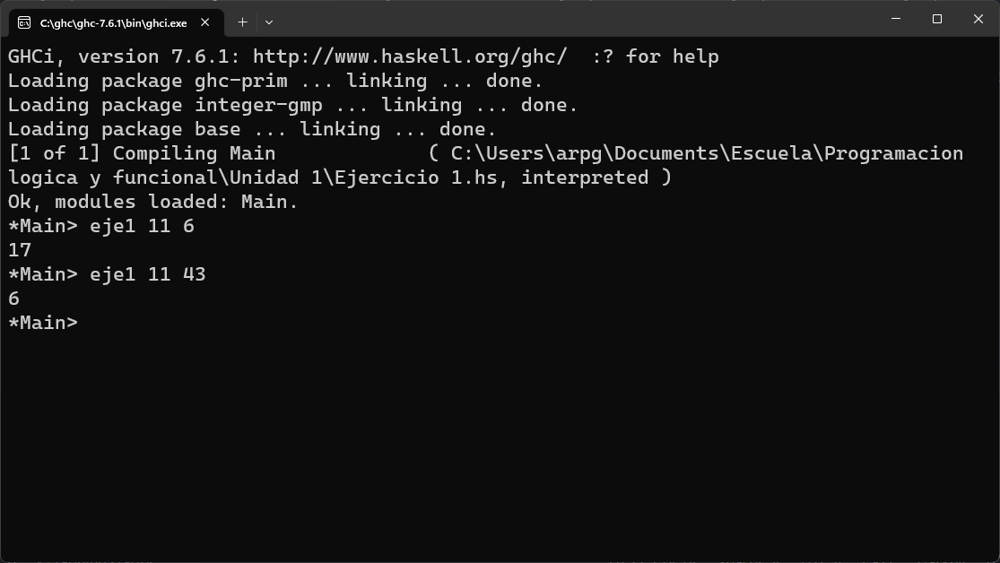 C:\ghc\ghc-7.6.1\bin\ghci.exe
GHCi, version 7.6.1: http://www.haskell.org/ghc/  :? for help
Loading package ghc-prim ... linking ... done.
Loading package integer-gmp ... linking ... done.
Loading package base ... linking ... done.
[1 of 1] Compiling Main             ( C:\Users\arpg\Documents\Escuela\Programacion
logica y funcional\Unidad 1\Ejercicio 1.hs, interpreted )
Ok, modules loaded: Main.
*Main> eje1 11 6
17
*Main> eje1 11 43
6
*Main>